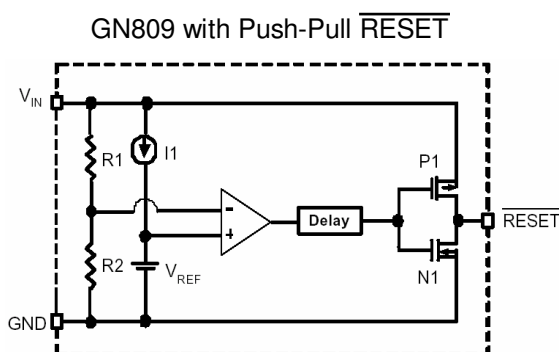 GN809 with Push-Pull RESET
VIN
R1
I1
P1
-
+
Delay
RESET
R2
VREF
N1
GND